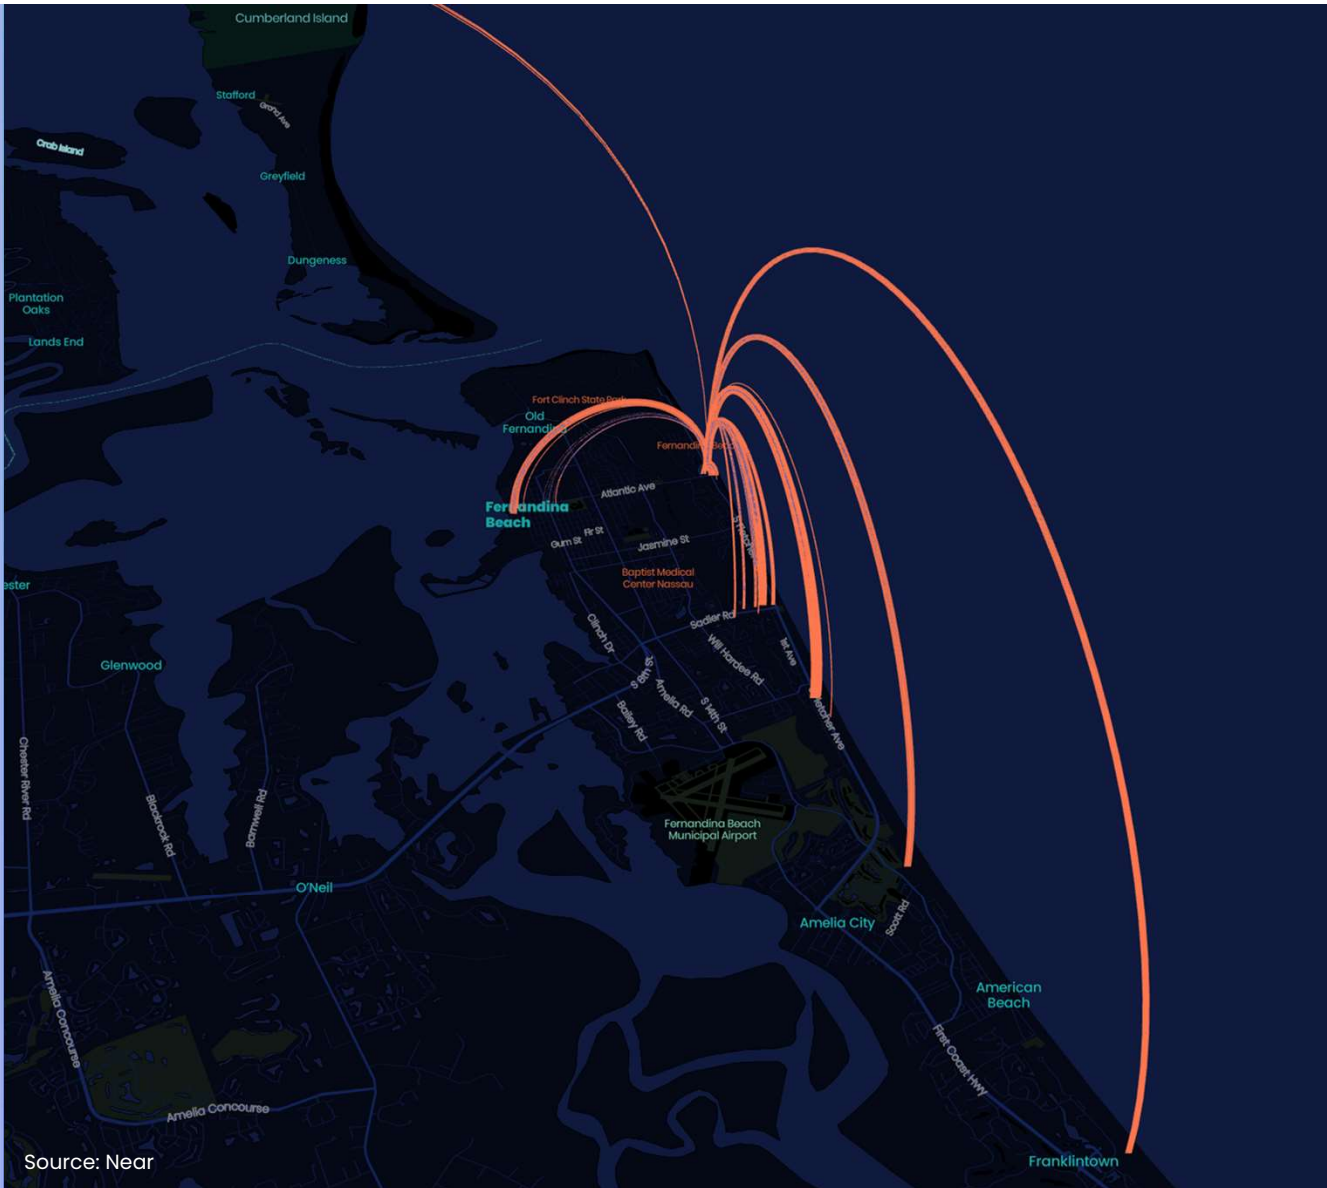 Cumberland Island
Stafford
Grand Ave
Crab Island
Greyfield
Dungeness
Plantation
Oaks
Lands End
Fort Clinch State Park
Old
Fernandina
Fernandina Beach
Atlantic Ave
Fernandina
Beach
S Fletcher
Fir St
Gum St
Jasmine St
Baptist Medical
Center Nassau
ester
Sadler Rd
Clinch Dr
1st Ave
Will Hardee Rd
Glenwood
S 8th St
Amelia Rd
S 14th St
Bailey Rd
Fletcher Ave
Chester River Rd
Blackrock Rd
Barnwell Rd
Fernandina Beach
Municipal Airport
O'Neil
Amelia City
Scott Rd
American
Beach
Amelia Concourse
First Coast Hwy
Amelia Concourse
Source: Near
Franklintown